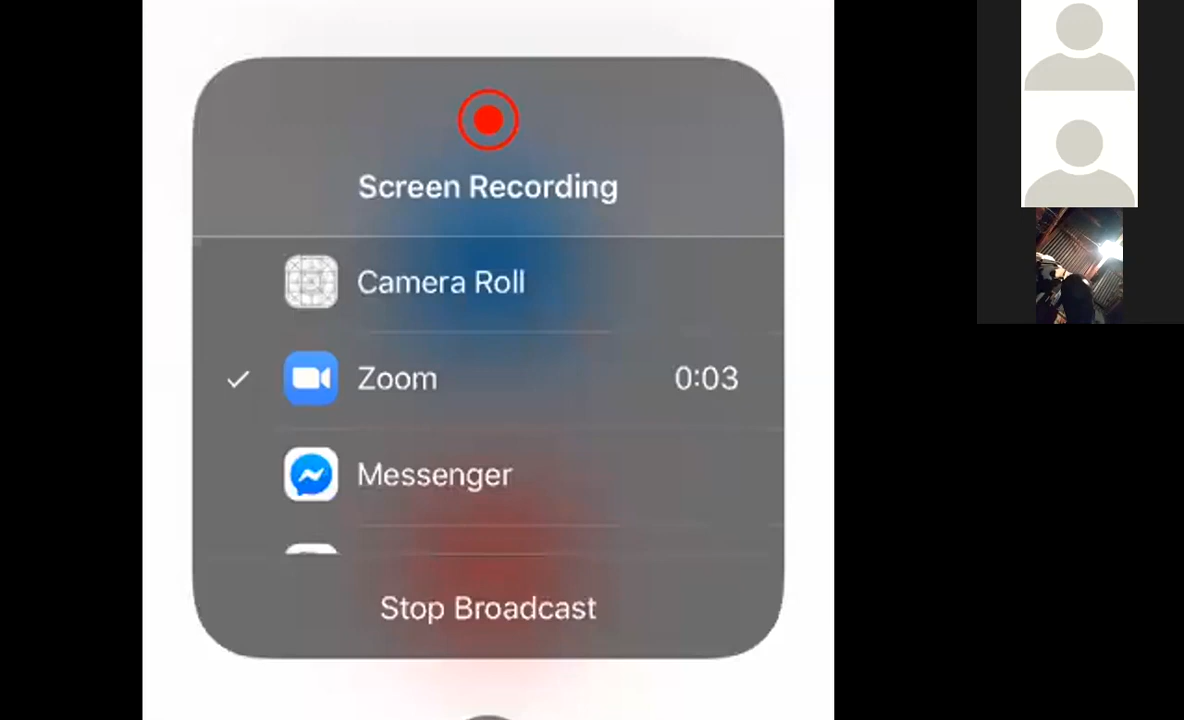 Screen Recording
Camera Roll
Zoom 0:03
Messenger
Stop Broadcast